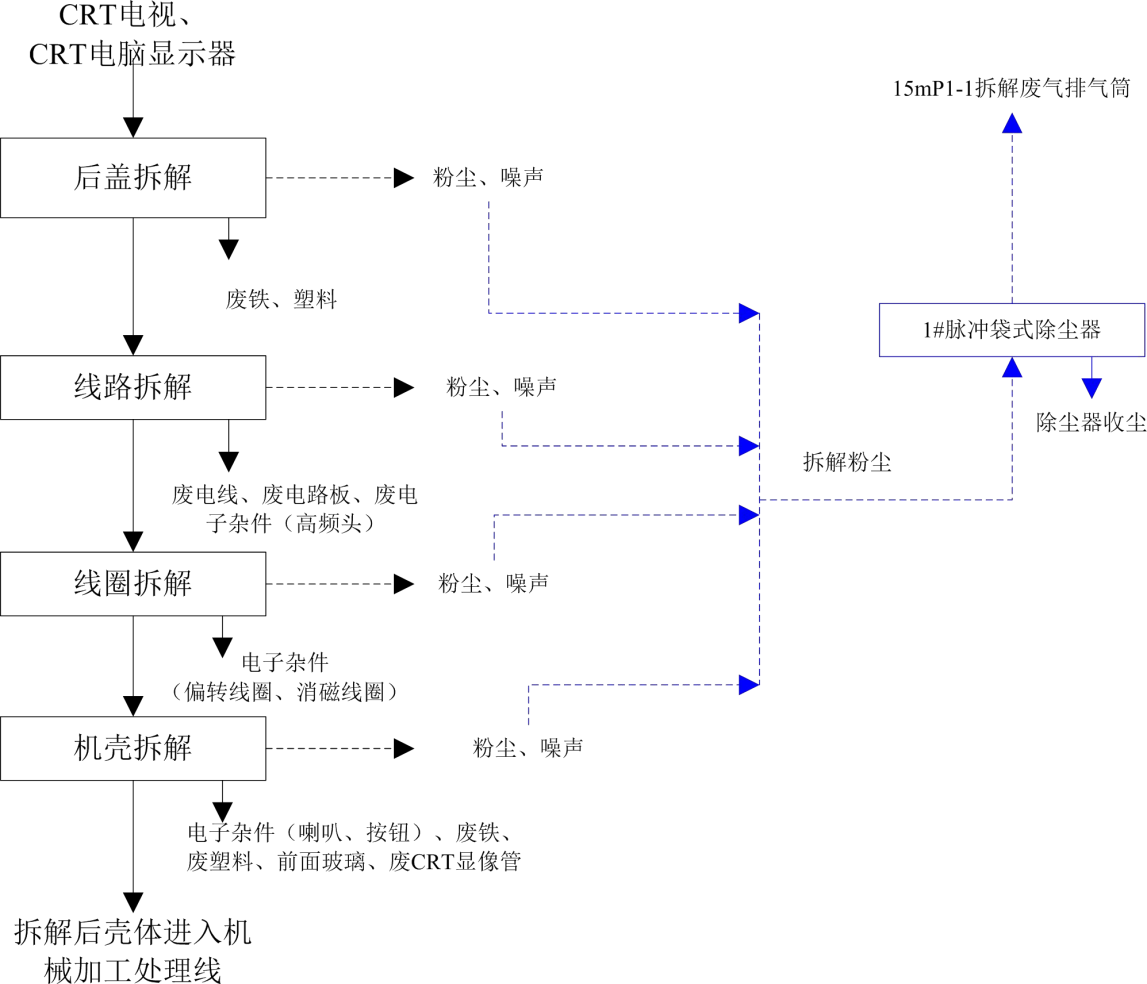 CRT电视、
CRT电脑显示器
15mP1-1拆解废气排气筒
后盖拆解
粉尘、噪声
废铁、塑料
1#脉冲袋式除尘器
线路拆解
粉尘、噪声
除尘器收尘
拆解粉尘
废电线、废电路板、废电
子杂件（高频头）
线圈拆解
粉尘、噪声
电子杂件
（偏转线圈、消磁线圈）
机壳拆解
粉尘、噪声
电子杂件（喇叭、按钮）、废铁、
废塑料、前面玻璃、废CRT显像管
拆解后壳体进入机
械加工处理线